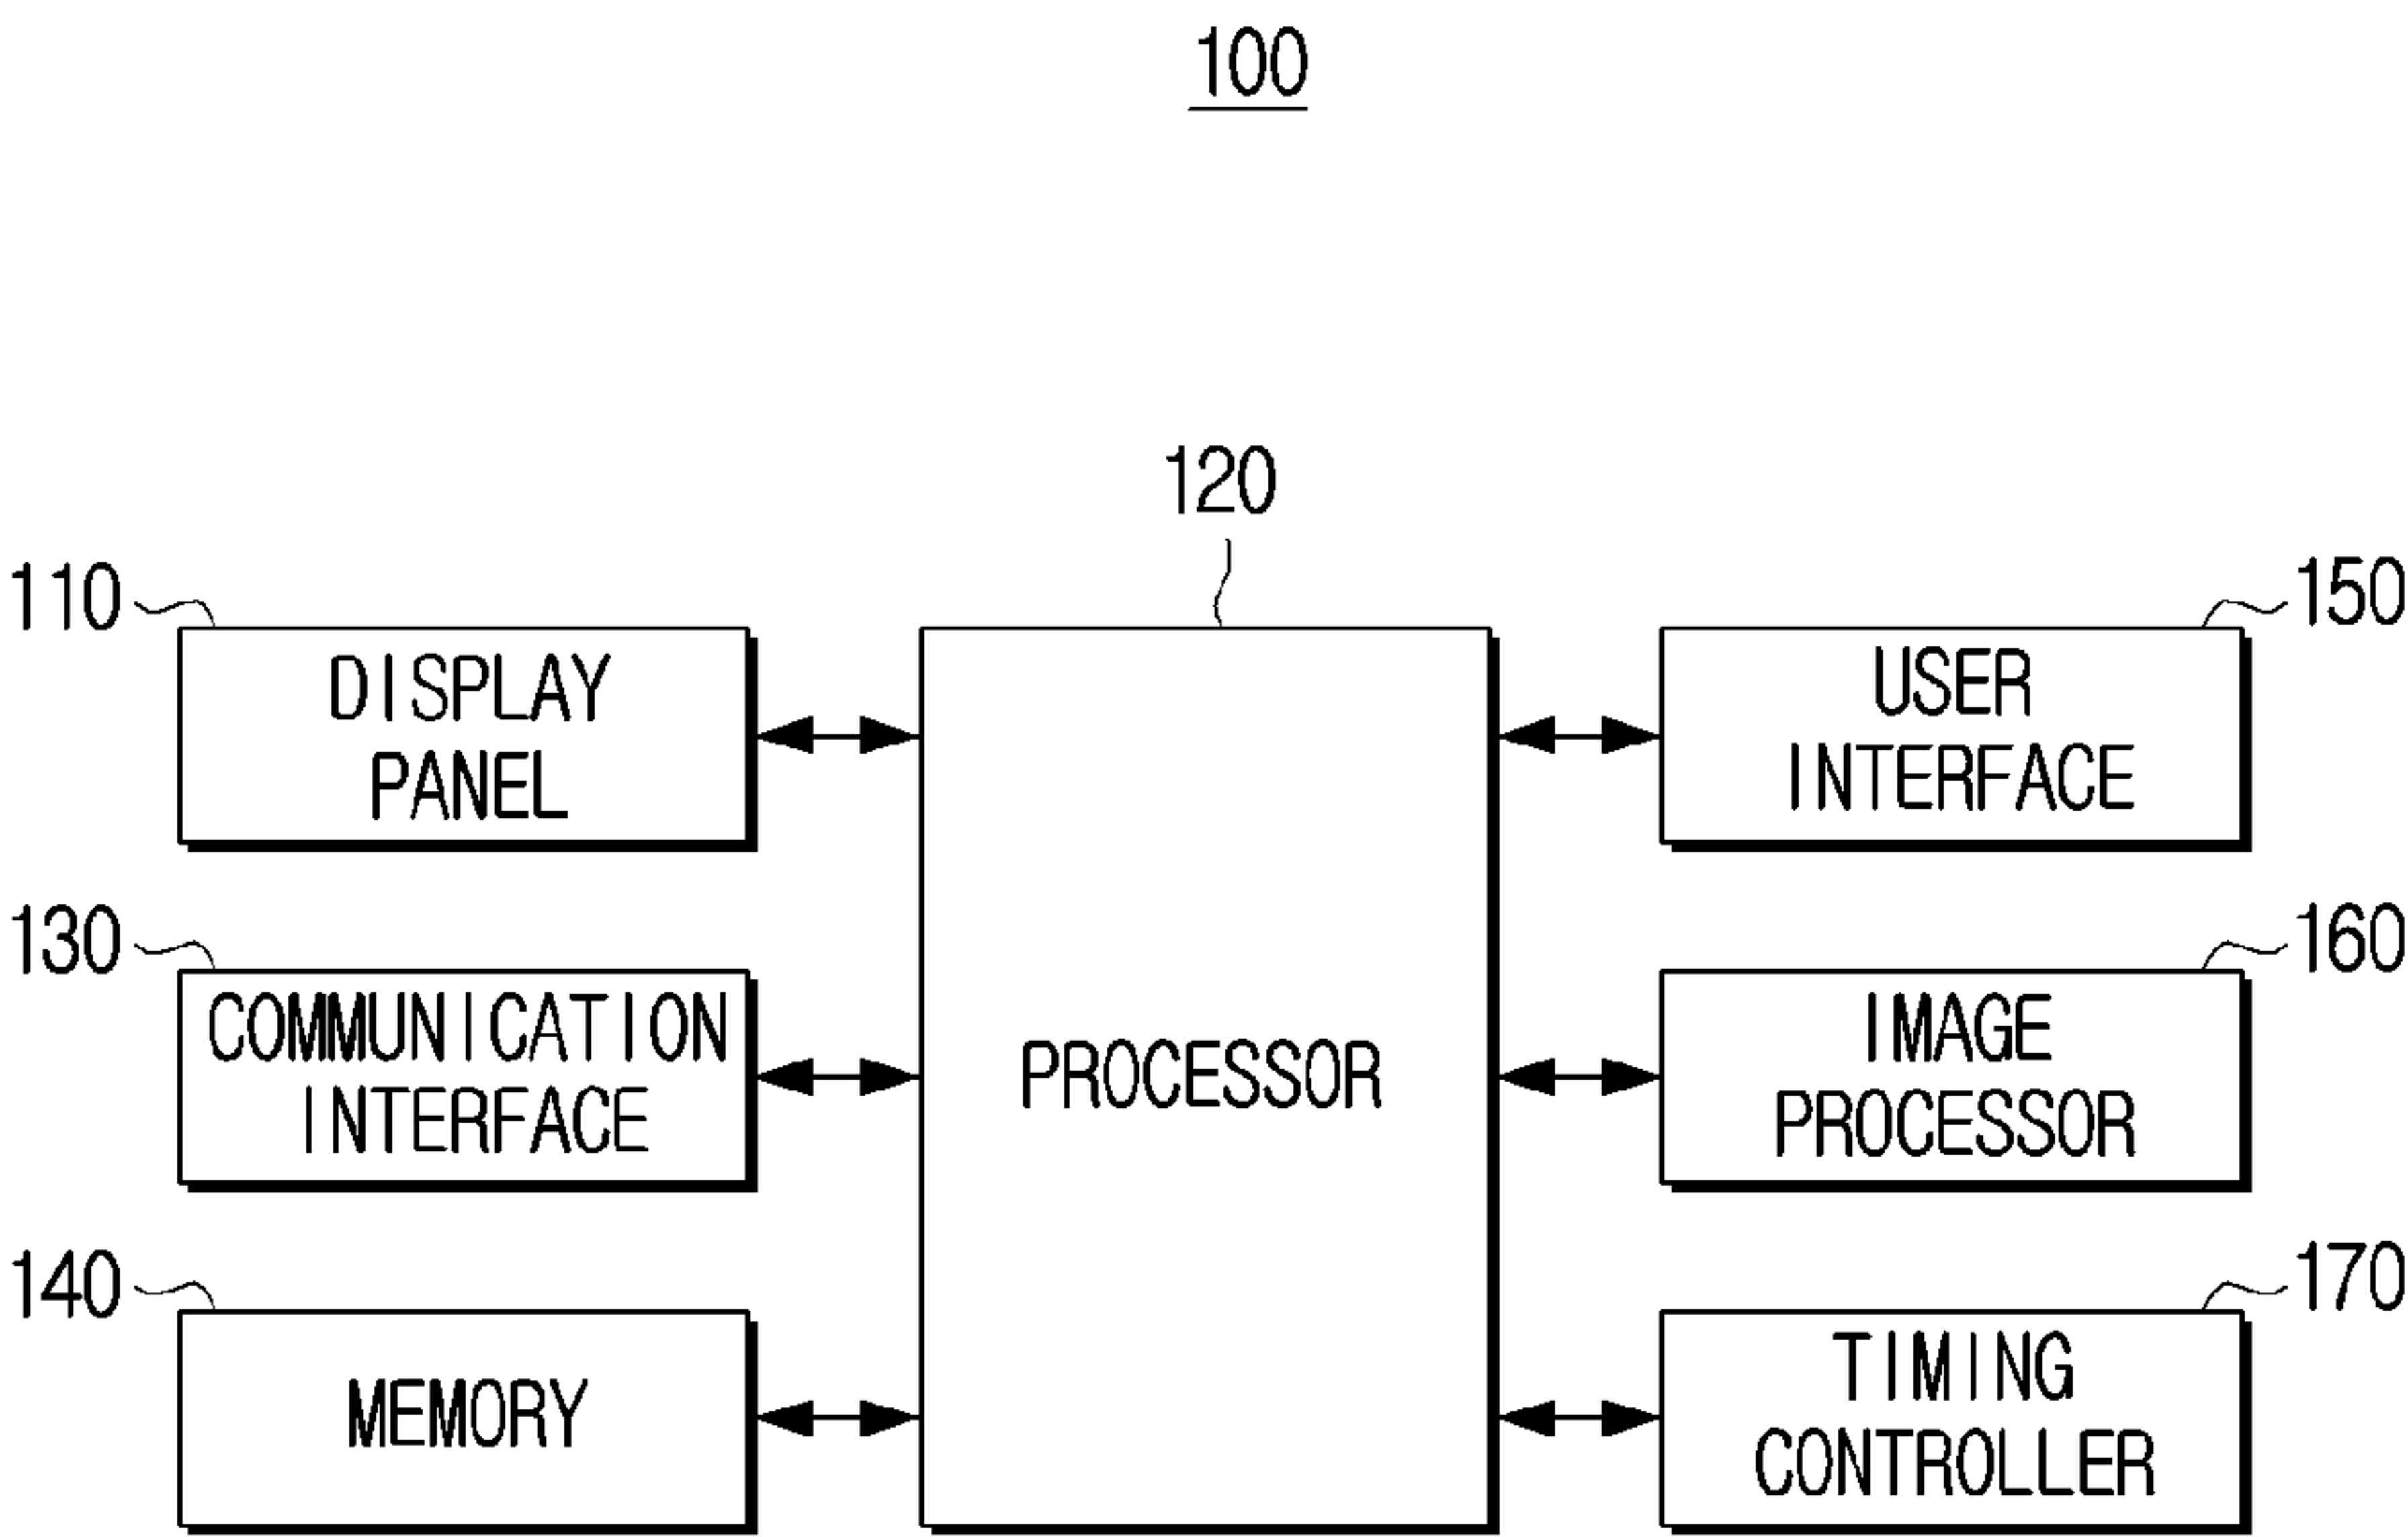 100
120
110
DISPLAY
PANEL
130
COMMUNICATION
INTERFACE
140
MEMORY
PROCESSOR
150
USER
INTERFACE
160
IMAGE
PROCESSOR
170
TIMING
CONTROLLER